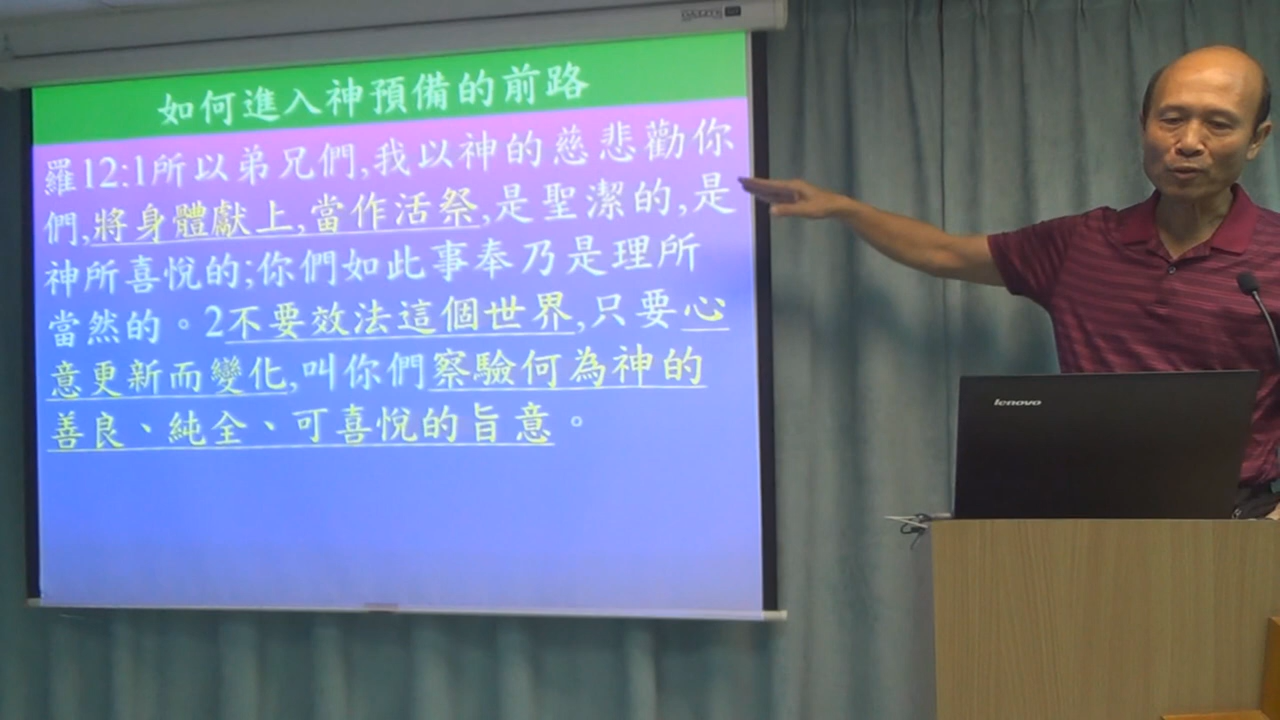 DALITE
如何進入神預備的前路
羅12:1所以弟兄們,我以神的慈悲勸你
們,將身體獻上,當作活祭,是聖潔的,是
神所喜悅的;你們如此事奉乃是理所
當然的。2不要效法這個世界,只要心
意更新而變化,叫你們察驗何為神的
善良、純全、可喜悅的旨意。
lenovo